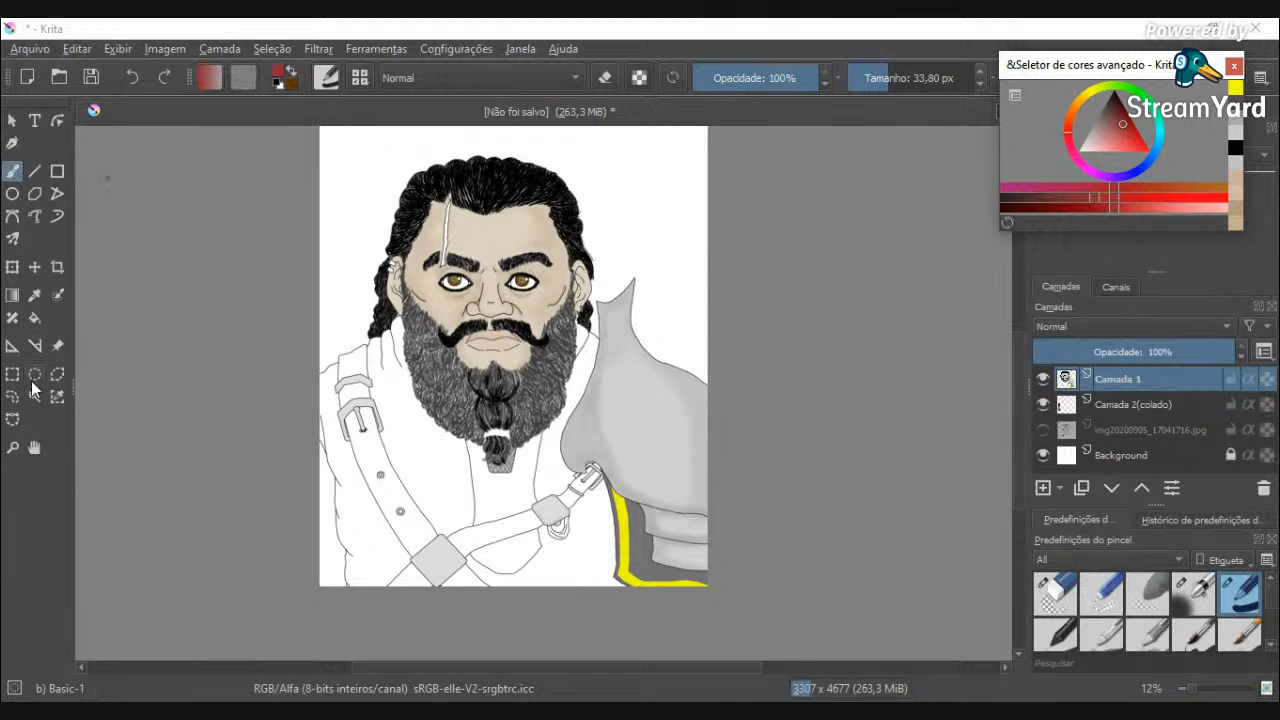 * - Krita
Powered by
Arquivo Editar Exibir Imagem Camada Seleção Filtrar Ferramentas Configurações Janela Ajuda
Normal
Opacidade: 100%
Tamanho: 33,80 px
&Seletor de cores avançado - Krita
StreamYard
[Não foi salvo] (263,3 MiB) *
Camadas Canais
Camadas
Normal
Opacidade: 100%
Camada 1
Camada 2(colado)
img20200905_17041716.jpg
Background
Predefinições d... Histórico de predefinições d...
Predefinições do pincel
All
Etiqueta
Pesquisar
b) Basic-1
RGB/Alfa (8-bits inteiros/canal) sRGB-elle-V2-srgbtrc.icc
3307 x 4677 (263,3 MiB)
12%